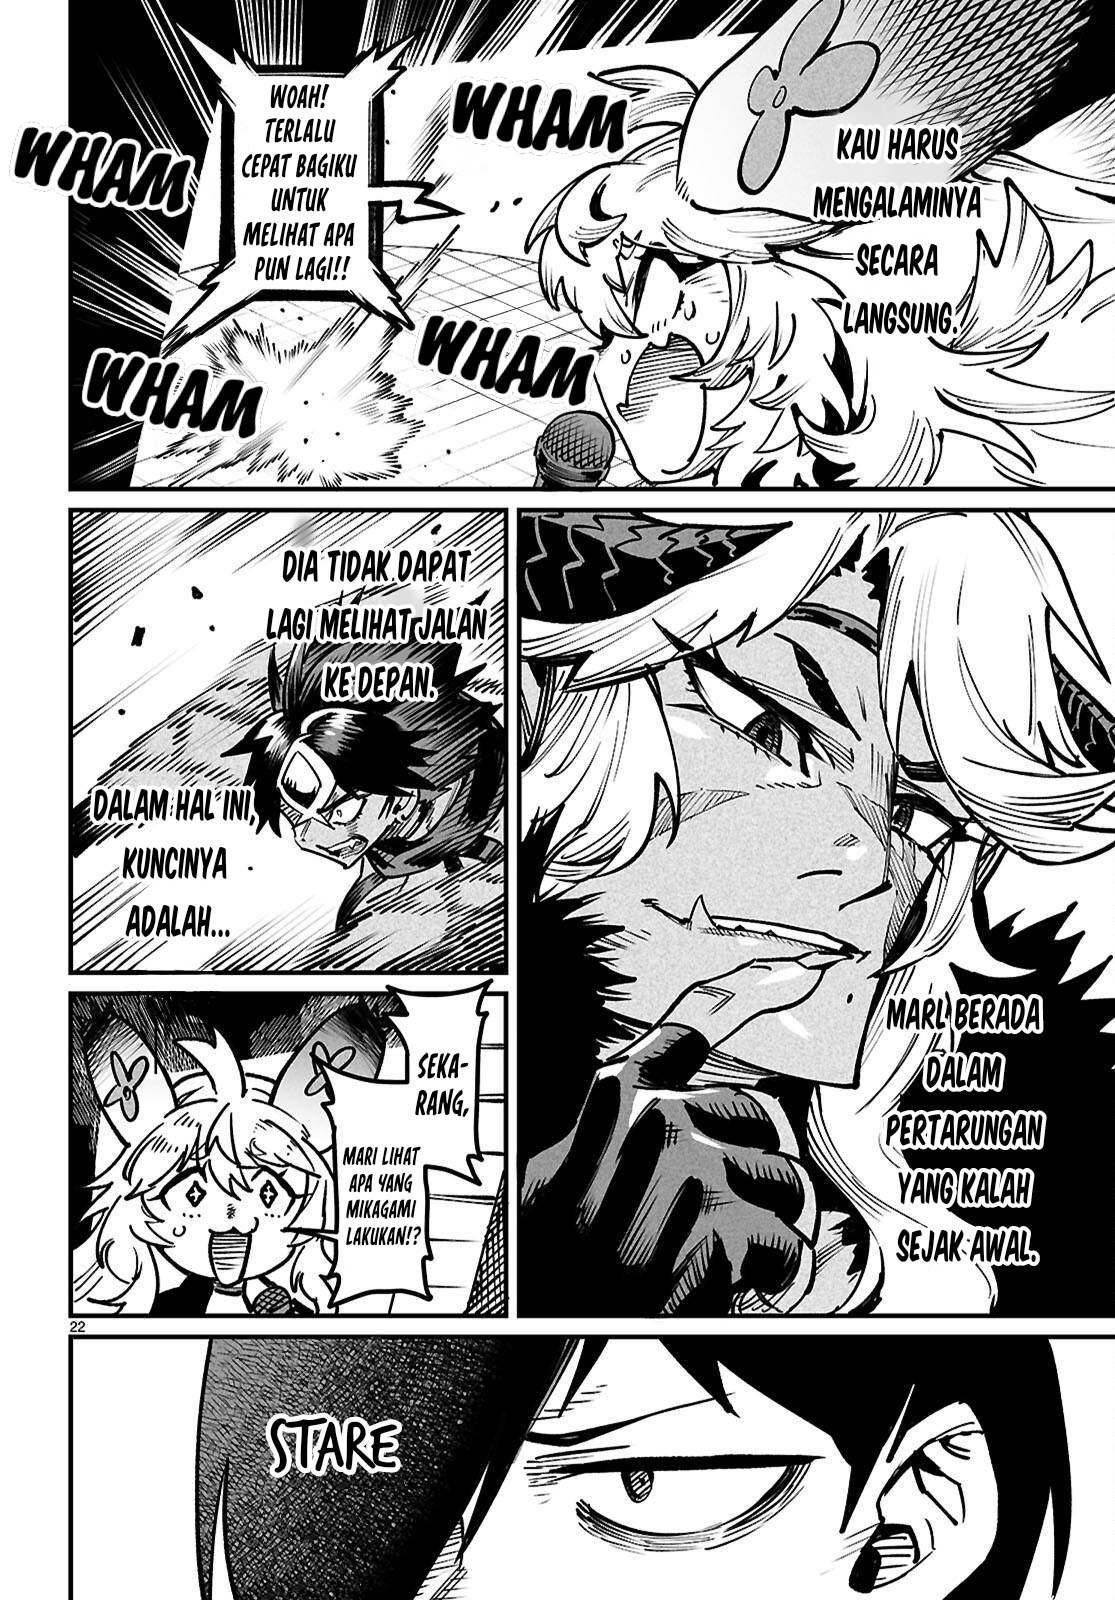 KAU HARUS
MENGALAMINYA
SECARA
LANGSUNG.
WHAM
WOAH!
TERLALU
CEPAT BAGIKU
UNTUK
MELIHAT APA
PUN LAGI!!
WHAM
WHAM
WHAM
MARL BERADA
DALAM
PERTARUNGAN
YANG KALAH
SEJAK AWAL.
DIA TIDAK DAPAT
LAGI MELIHAT JALAN
KE DEPAN.
DALAM HAL INI,
KUNCINYA
ADALAH...
SEKA-
RANG,
MARI LIHAT
APA YANG
MIKAGAMI
LAKUKAN!?
22
STARE